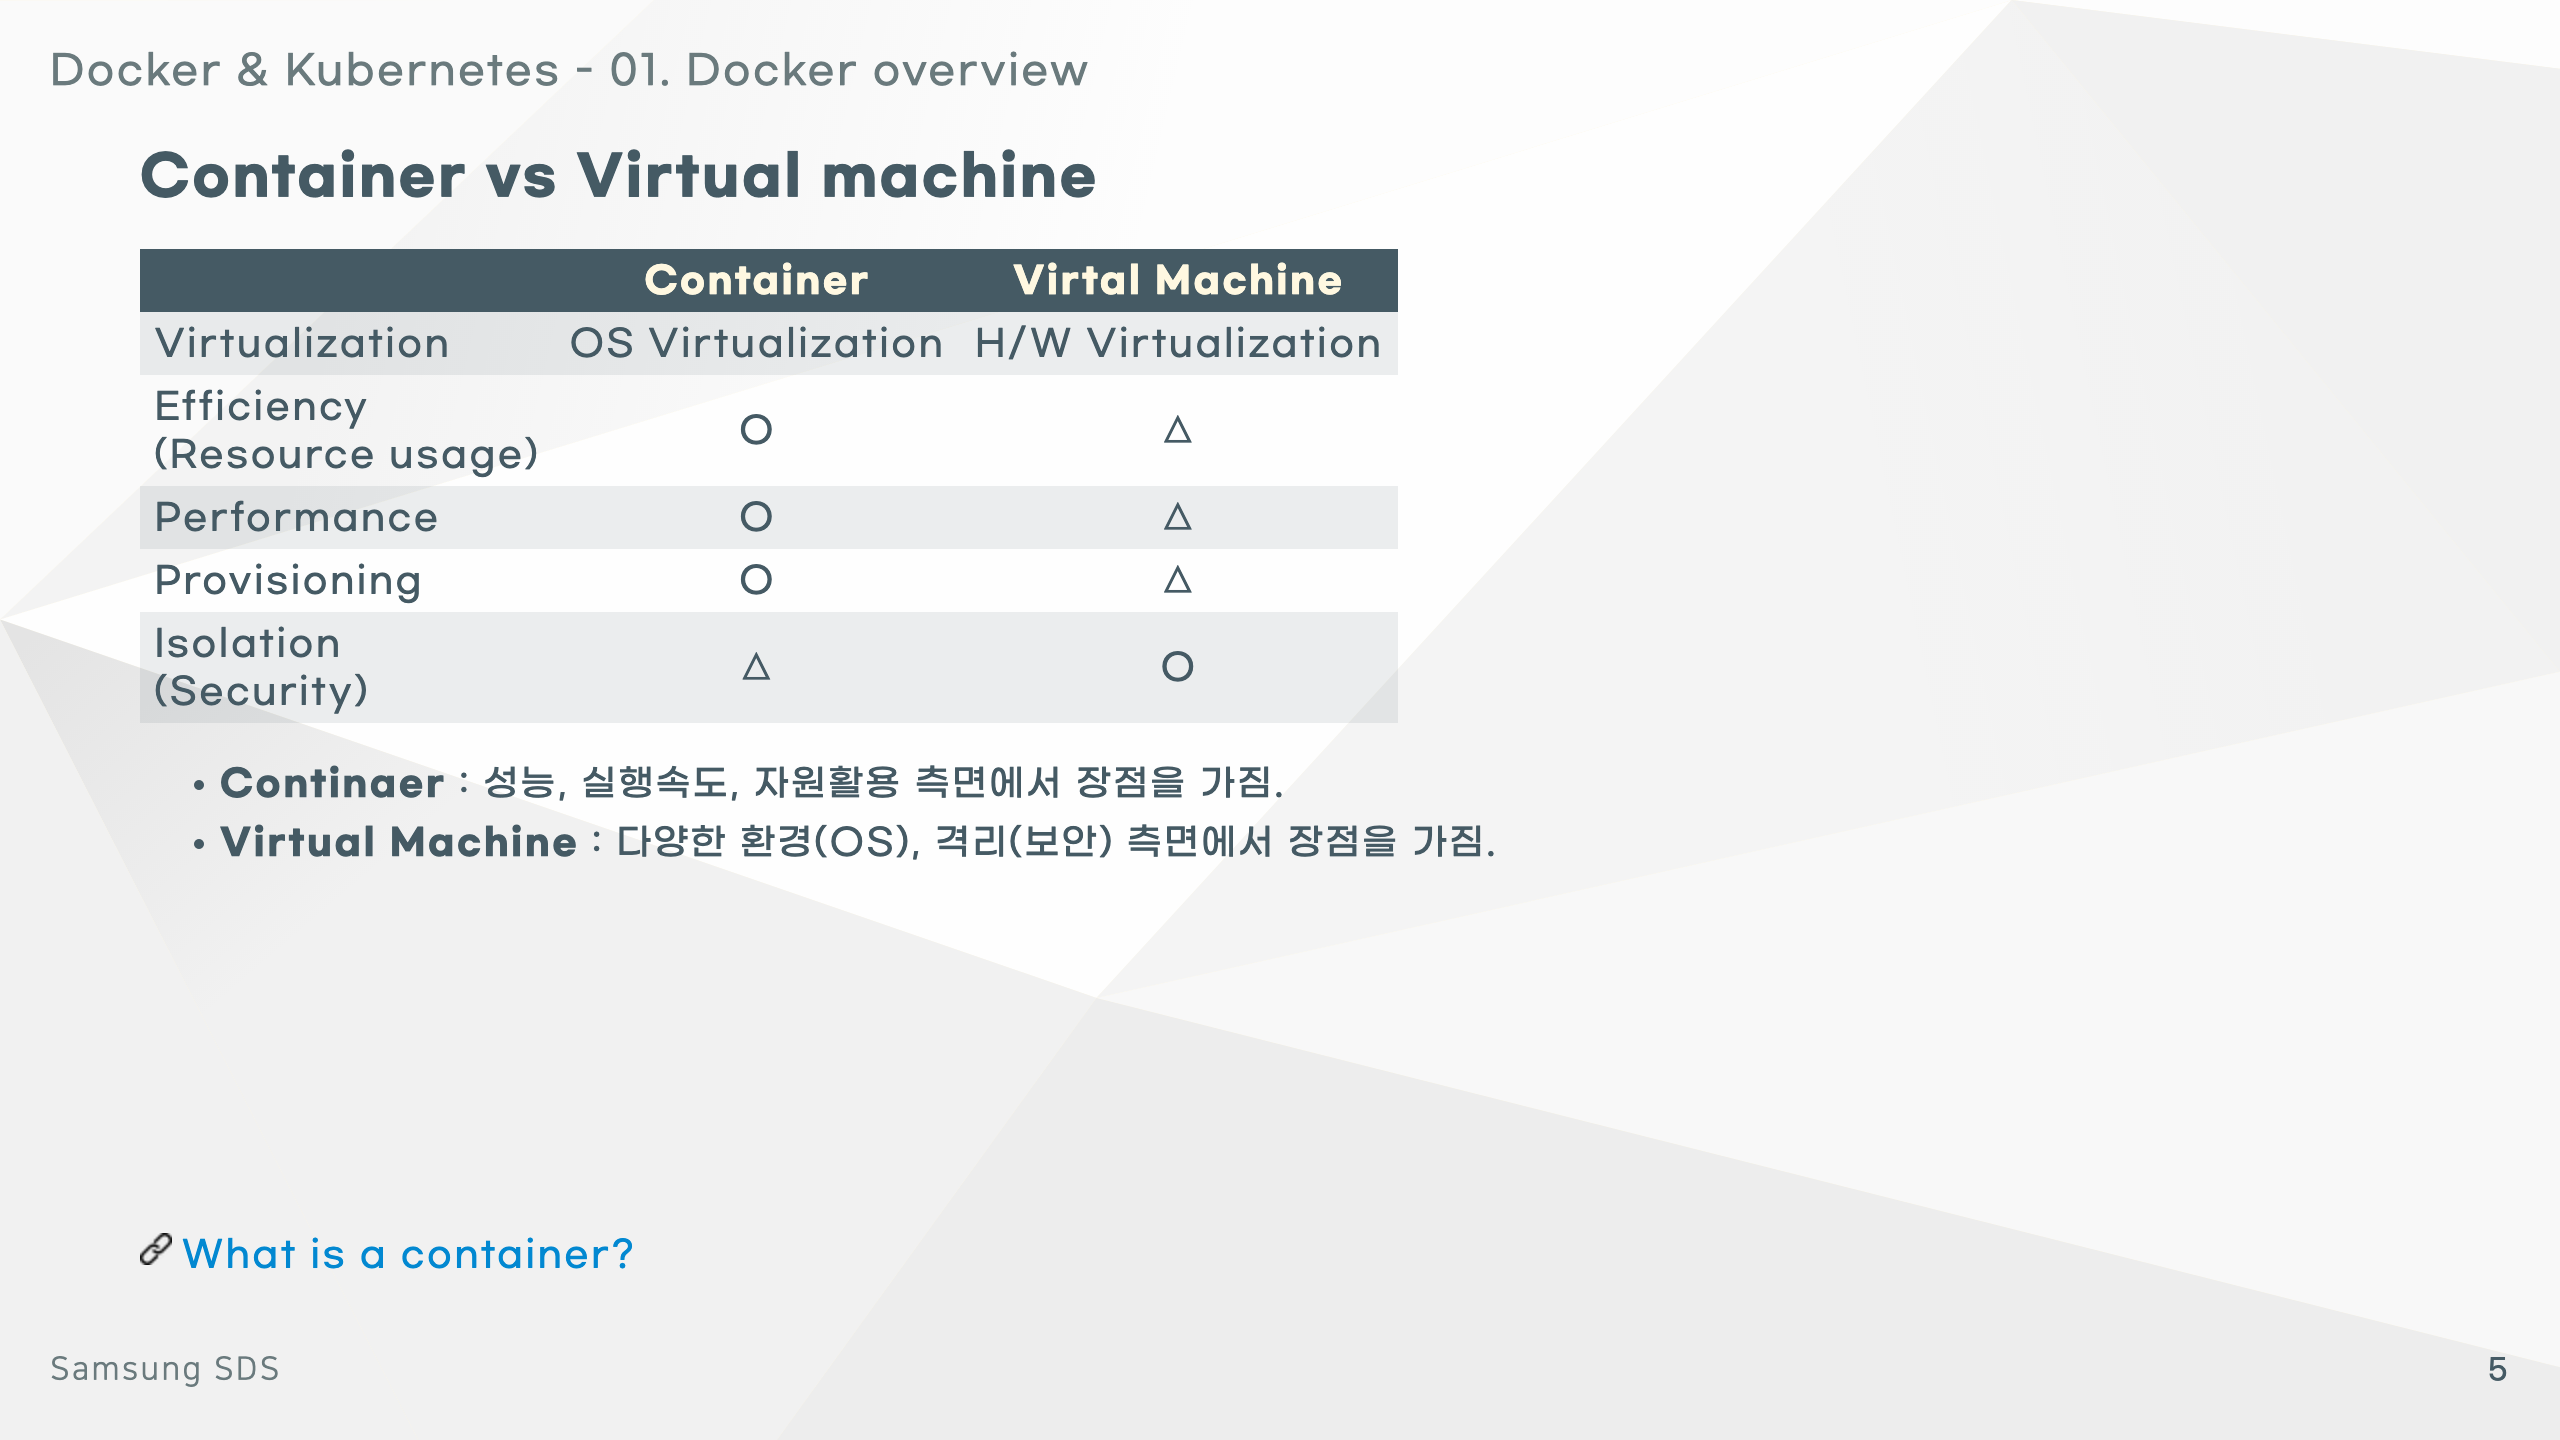 Docker & Kubernetes - 01. Docker overview
Container vs Virtual machine
Container Virtal Machine
Virtualization OS Virtualization H/W Virtualization
Efficiency
(Resource usage) ○ △
Performance ○ △
Provisioning ○ △
Isolation
(Security) △ ○
• Continaer : 성능, 실행속도, 자원활용 측면에서 장점을 가짐.
• Virtual Machine : 다양한 환경(OS), 격리(보안) 측면에서 장점을 가짐.
🔗 What is a container?
Samsung SDS
5